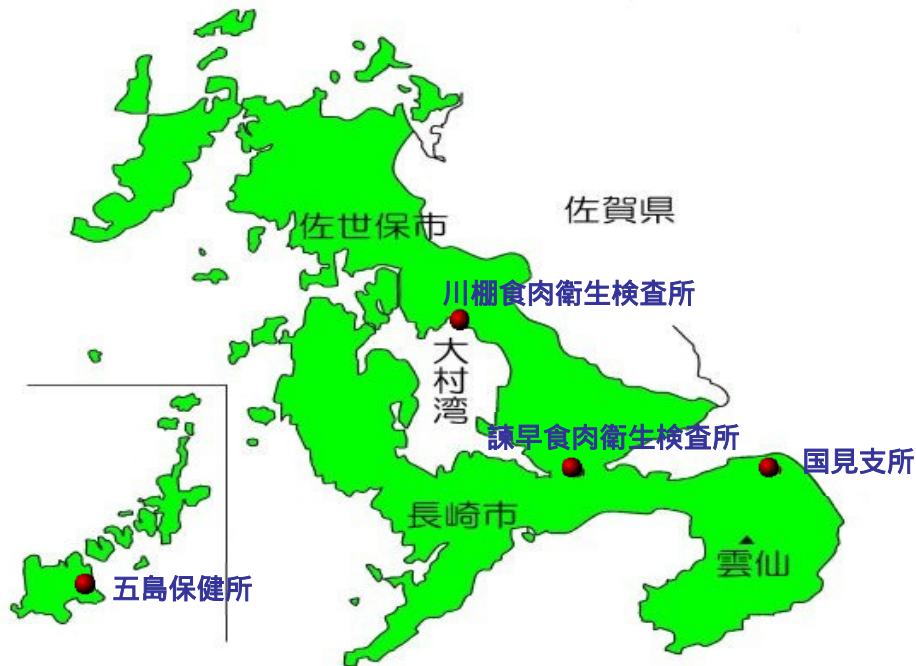 佐賀県
佐世保市
川棚食肉衛生検査所
大村湾
諫早食肉衛生検査所
国見支所
長崎市
雲仙
五島保健所